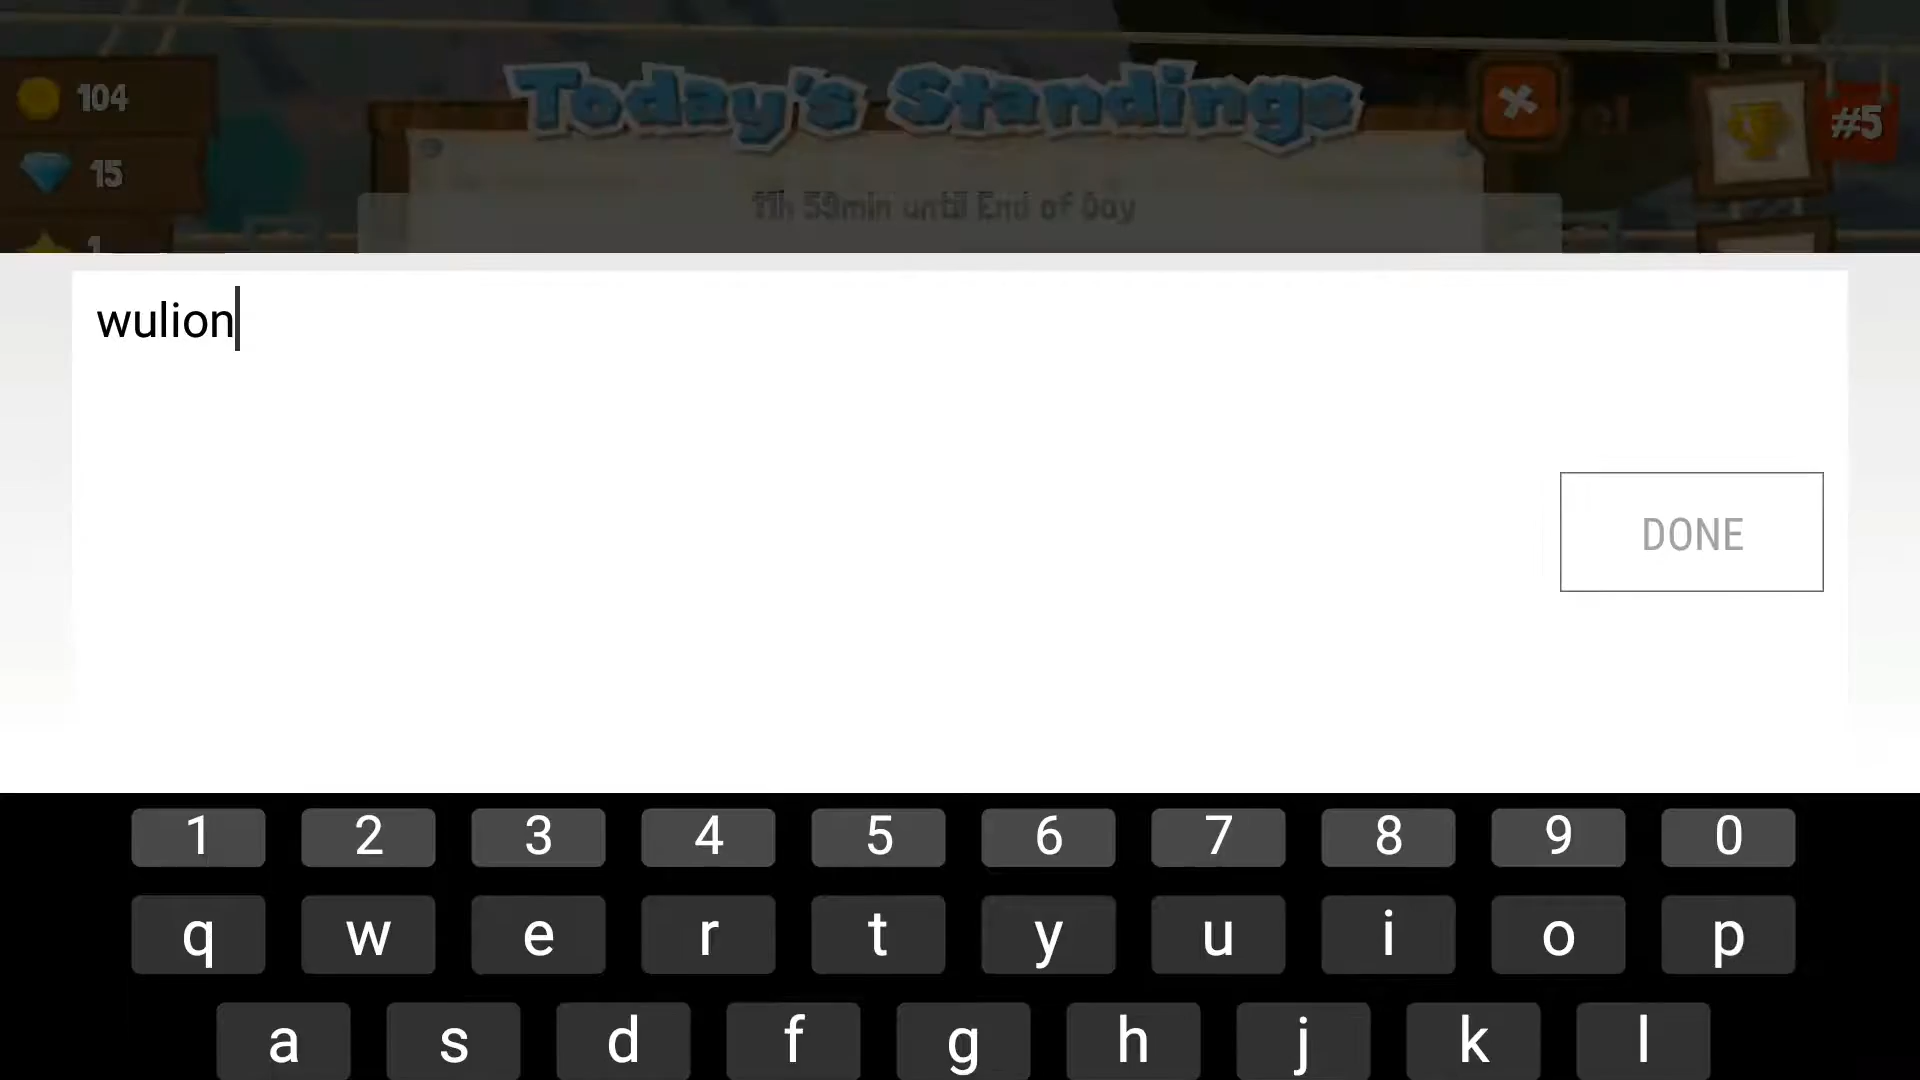 104
Today's Standings
#5
15
11h 59min until End of Day
1
wulion
DONE
1 2 3 4 5 6 7 8 9 0
q w e r t y u i o p
a s d f g h j k l